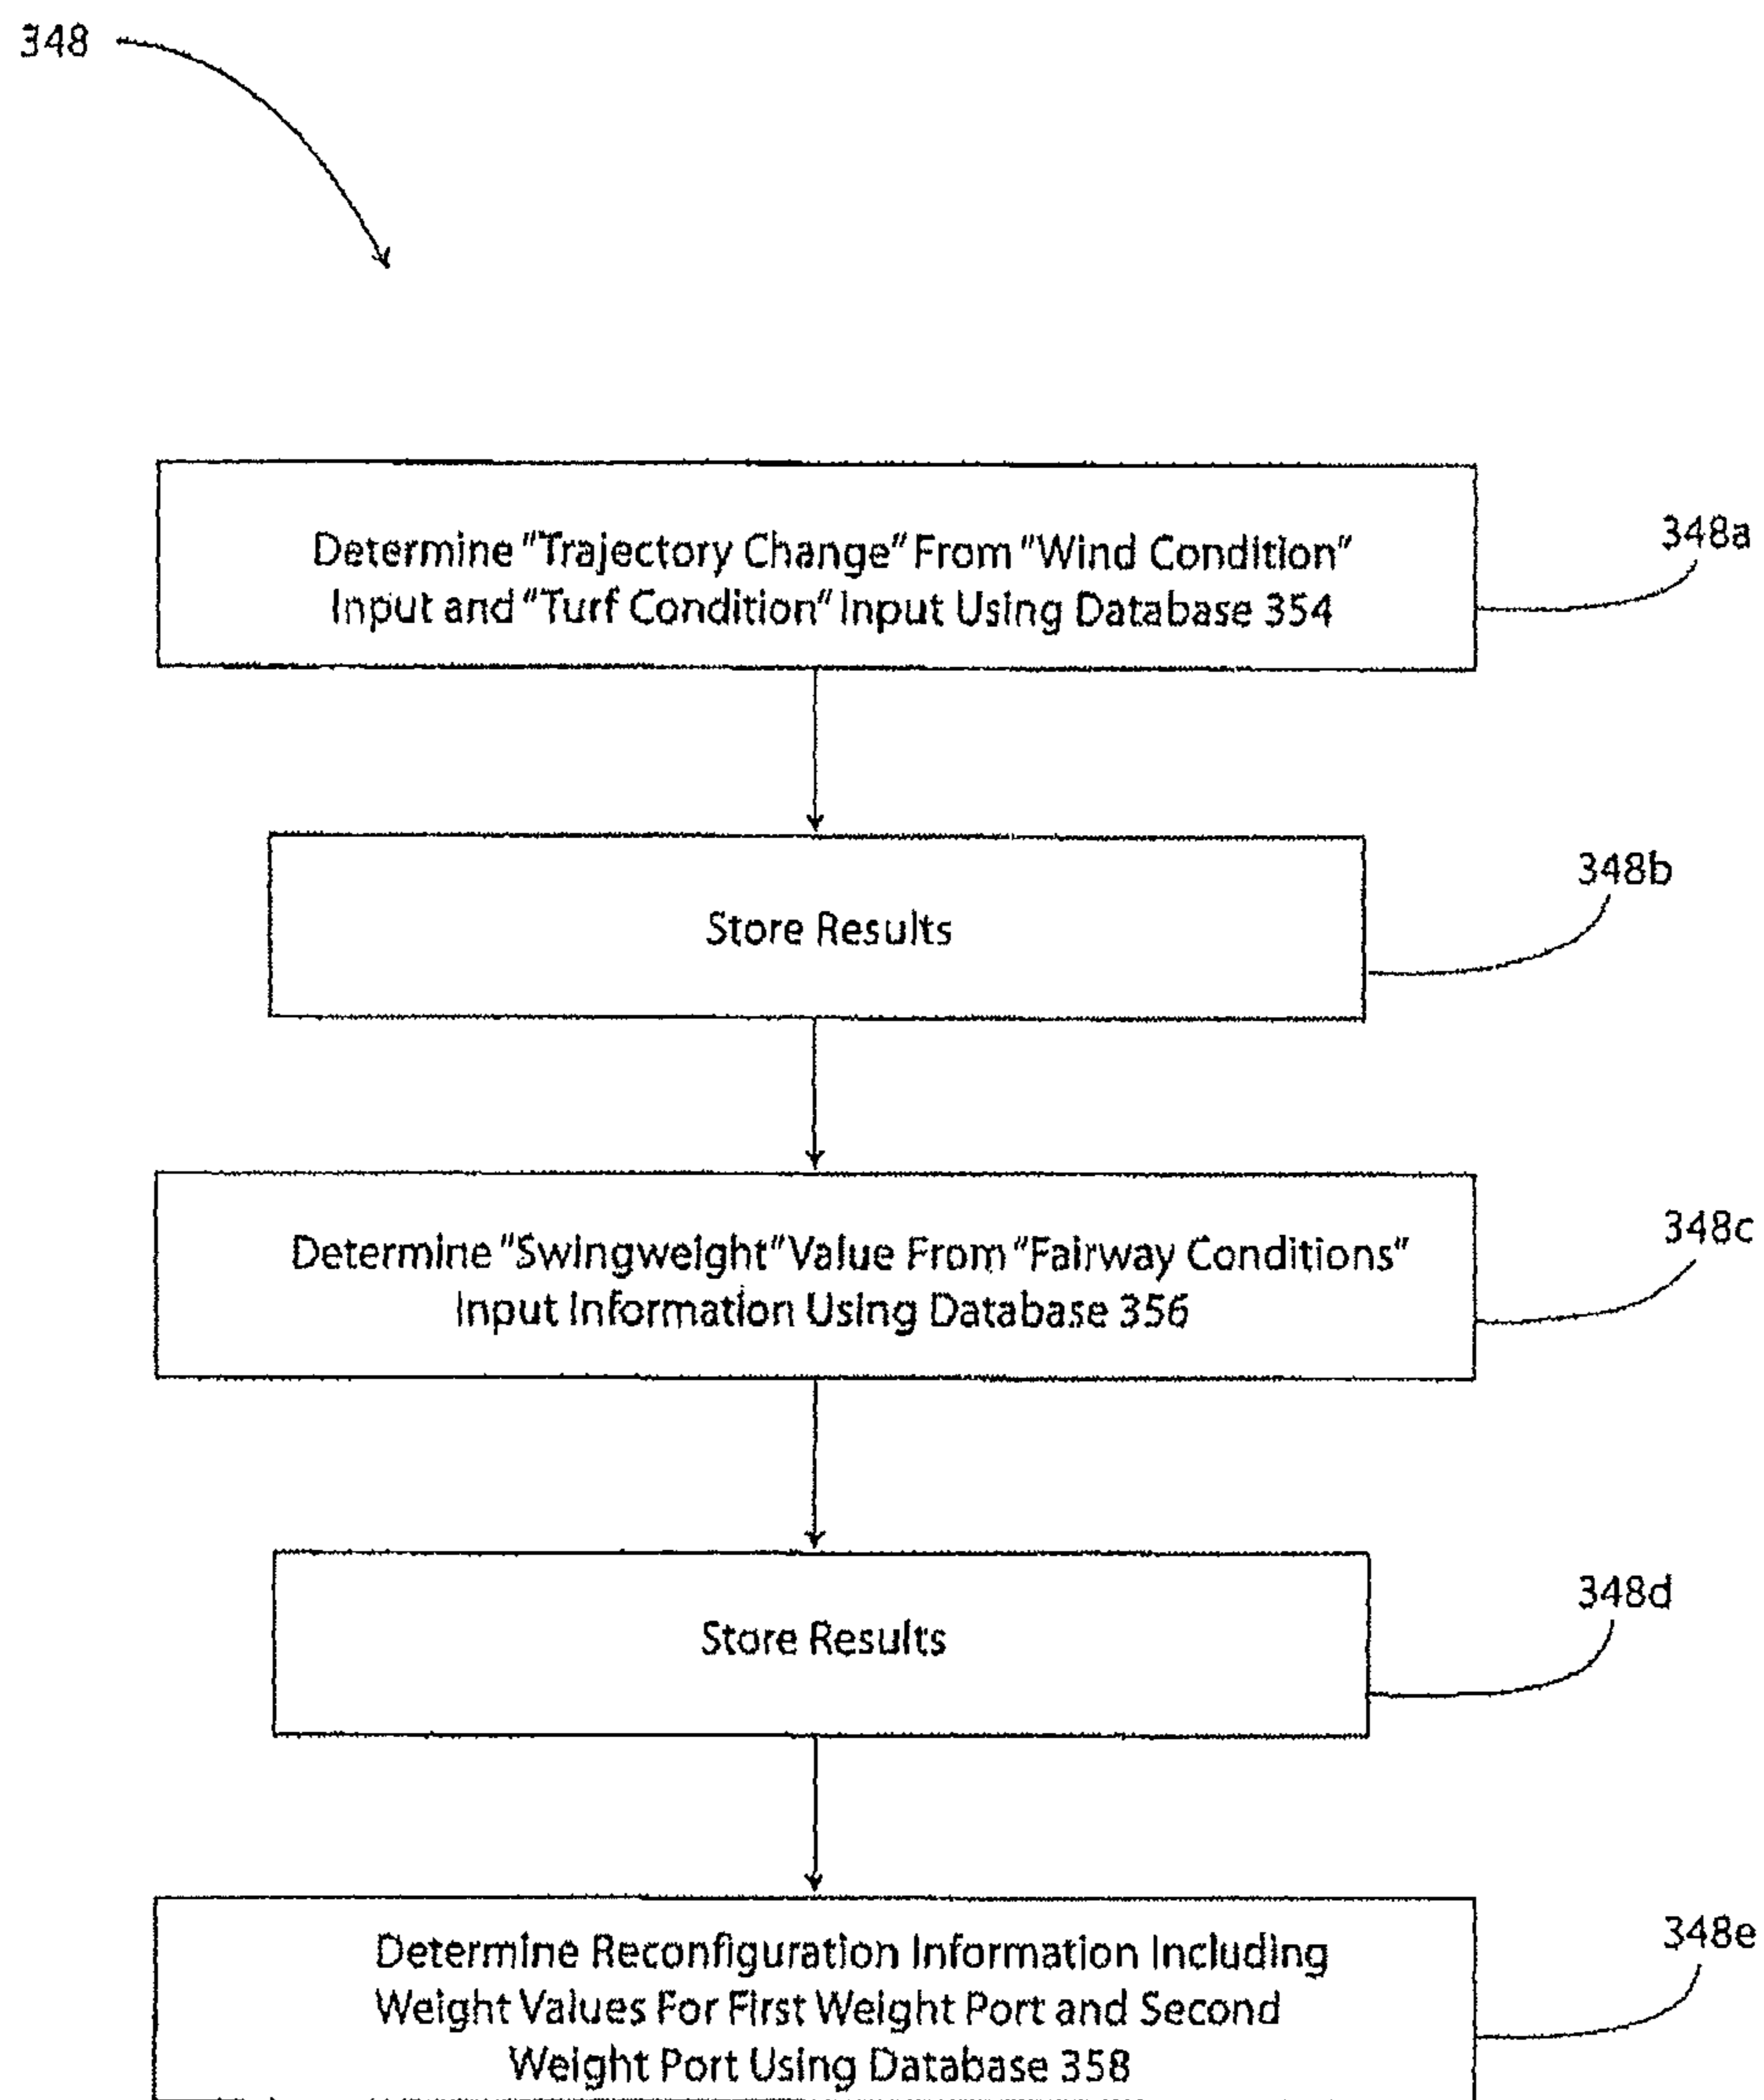 348
Determine "Trajectory Change" From "Wind Condition"
Input and "Turf Condition" Input Using Database 354
348a
Store Results
348b
Determine "Swingweight" Value From "Fairway Conditions"
Input Information Using Database 356
348c
Store Results
348d
Determine Reconfiguration Information Including
Weight Values For First Weight Port and Second
Weight Port Using Database 358
348e